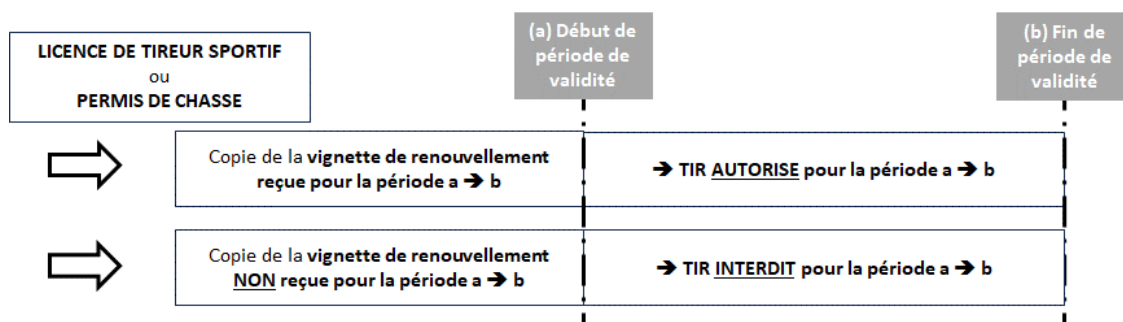 LICENCE DE TIREUR SPORTIF
ou
PERMIS DE CHASSE
(a) Début de
période de
validité
(b) Fin de
période de
validité
Copie de la vignette de renouvellement
reçue pour la période a ➔ b
➔ TIR AUTORISE pour la période a ➔ b
Copie de la vignette de renouvellement
NON reçue pour la période a ➔ b
➔ TIR INTERDIT pour la période a ➔ b